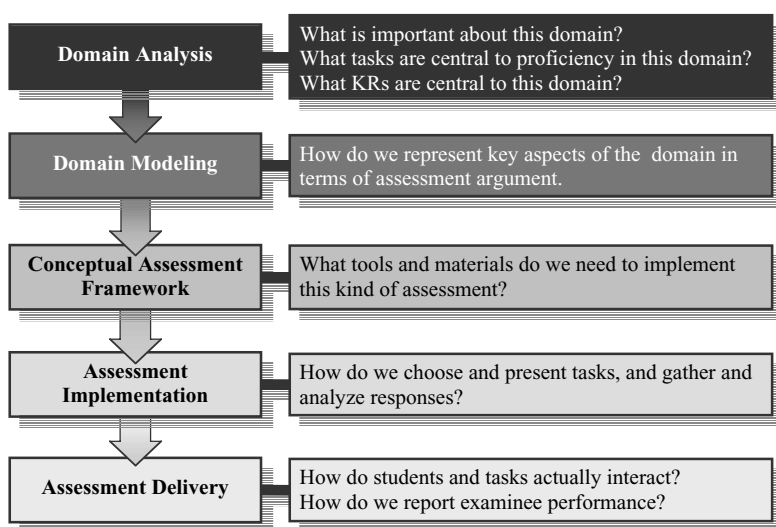 Domain Analysis
What is important about this domain?
What tasks are central to proficiency in this domain?
What KRs are central to this domain?
Domain Modeling
How do we represent key aspects of the domain in
terms of assessment argument.
Conceptual Assessment
Framework
What tools and materials do we need to implement
this kind of assessment?
Assessment
Implementation
How do we choose and present tasks, and gather and
analyze responses?
Assessment Delivery
How do students and tasks actually interact?
How do we report examinee performance?